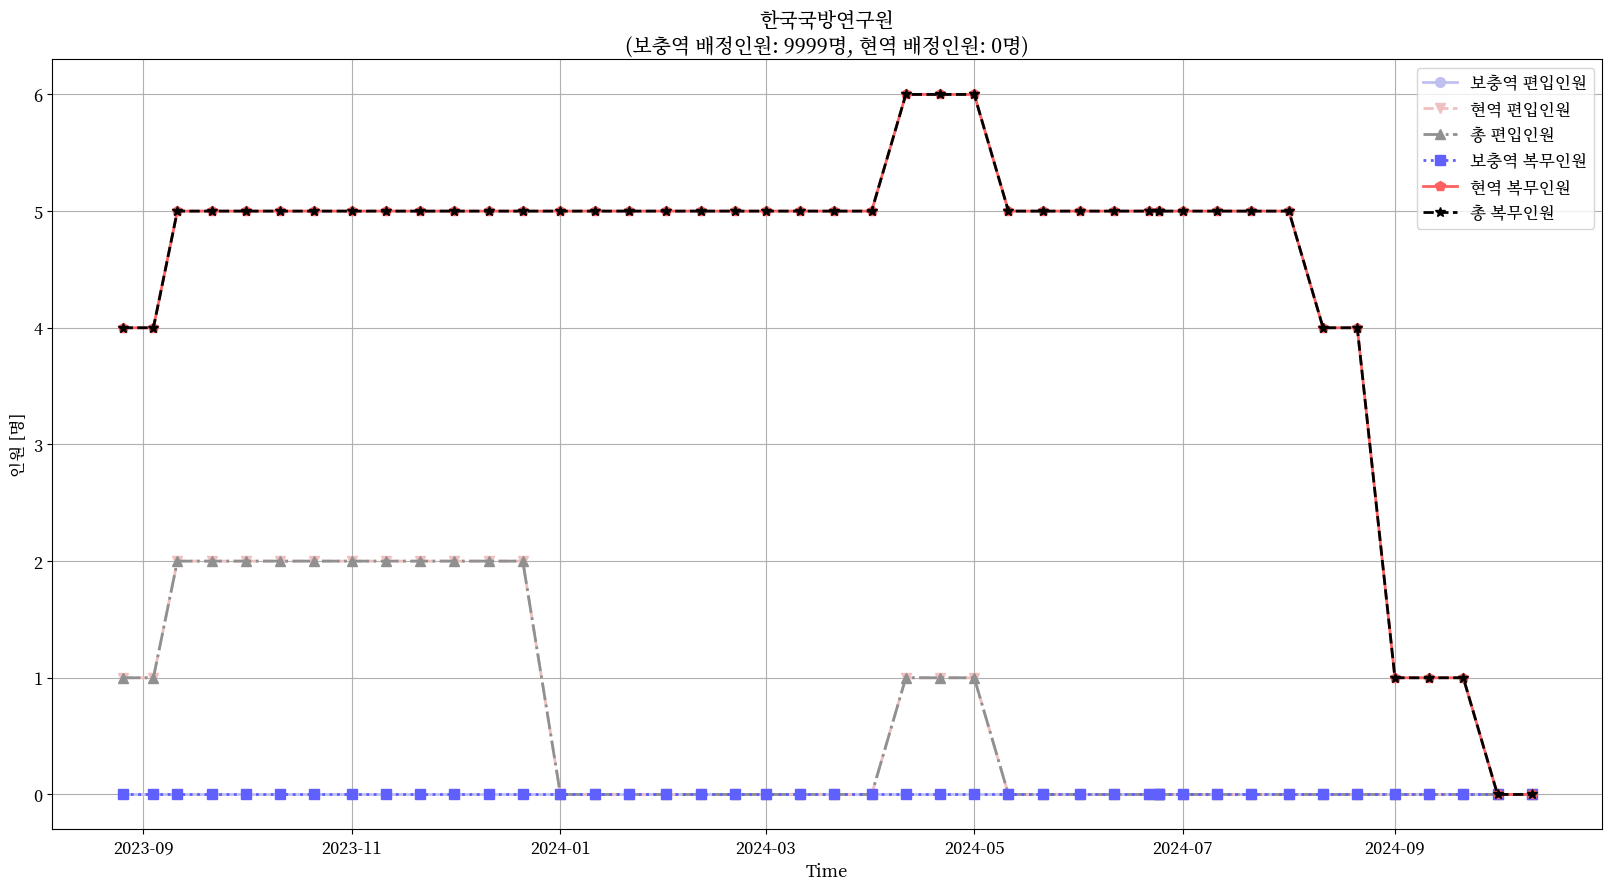 한국국방연구원
(보충역 배정인원: 9999명, 현역 배정인원: 0명)
보충역 편입인원
현역 편입인원
총 편입인원
보충역 복무인원
현역 복무인원
총 복무인원
인원 [명]
6
5
4
3
2
1
0
2023-09
2023-11
2024-01
2024-03
2024-05
2024-07
2024-09
Time